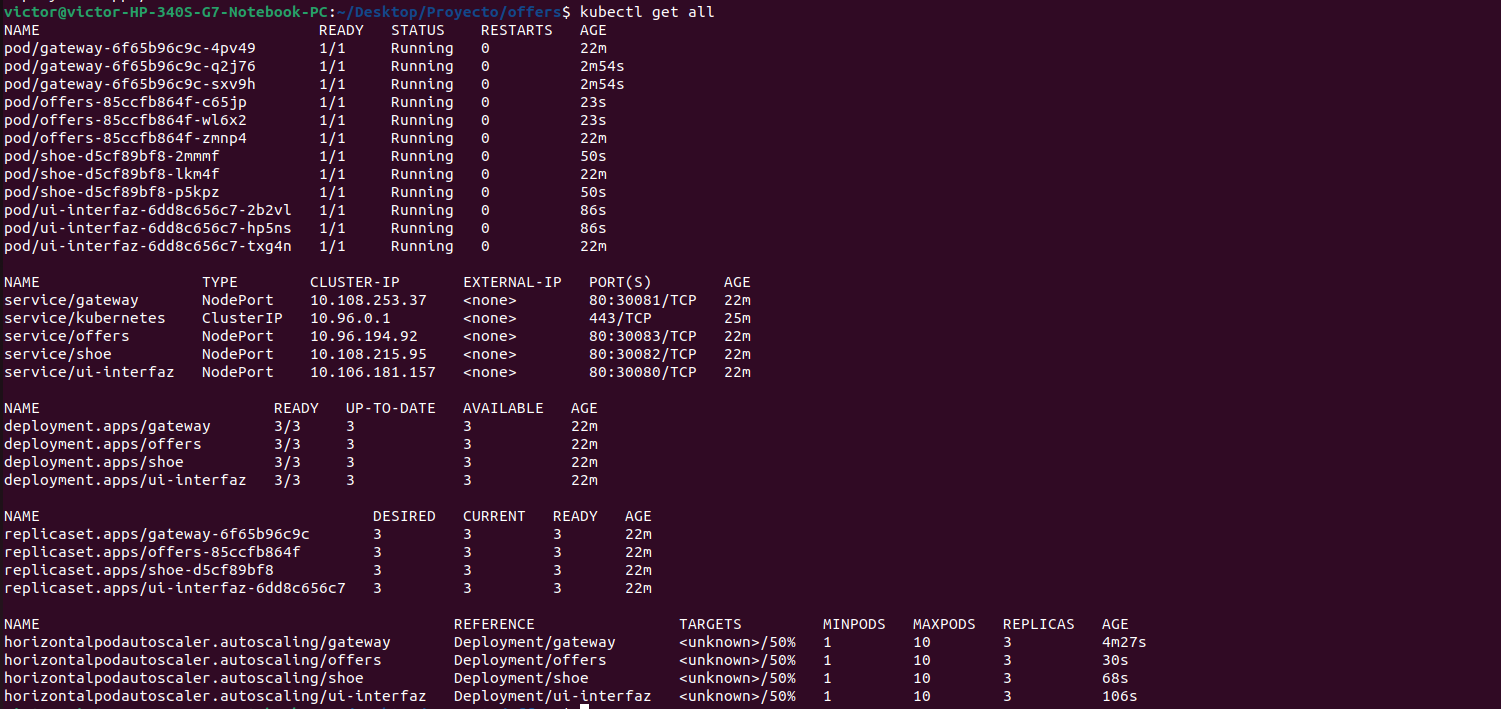 victor@victor-HP-340S-G7-Notebook-PC:~/Desktop/Proyecto/offers$ kubectl get all
NAME READY STATUS RESTARTS AGE
pod/gateway-6f65b96c9c-4pv49 1/1 Running 0 22m
pod/gateway-6f65b96c9c-q2j76 1/1 Running 0 2m54s
pod/gateway-6f65b96c9c-sxv9h 1/1 Running 0 2m54s
pod/offers-85ccfb864f-c65jp 1/1 Running 0 23s
pod/offers-85ccfb864f-wl6x2 1/1 Running 0 23s
pod/offers-85ccfb864f-zmnp4 1/1 Running 0 22m
pod/shoe-d5cf89bf8-2mmmf 1/1 Running 0 50s
pod/shoe-d5cf89bf8-lkm4f 1/1 Running 0 22m
pod/shoe-d5cf89bf8-p5kpz 1/1 Running 0 50s
pod/ui-interfaz-6dd8c656c7-2b2vl 1/1 Running 0 86s
pod/ui-interfaz-6dd8c656c7-hp5ns 1/1 Running 0 86s
pod/ui-interfaz-6dd8c656c7-txg4n 1/1 Running 0 22m
NAME TYPE CLUSTER-IP EXTERNAL-IP PORT(S) AGE
service/gateway NodePort 10.108.253.37 <none> 80:30081/TCP 22m
service/kubernetes ClusterIP 10.96.0.1 <none> 443/TCP 25m
service/offers NodePort 10.96.194.92 <none> 80:30083/TCP 22m
service/shoe NodePort 10.108.215.95 <none> 80:30082/TCP 22m
service/ui-interfaz NodePort 10.106.181.157 <none> 80:30080/TCP 22m
NAME READY UP-TO-DATE AVAILABLE AGE
deployment.apps/gateway 3/3 3 3 22m
deployment.apps/offers 3/3 3 3 22m
deployment.apps/shoe 3/3 3 3 22m
deployment.apps/ui-interfaz 3/3 3 3 22m
NAME DESIRED CURRENT READY AGE
replicaset.apps/gateway-6f65b96c9c 3 3 3 22m
replicaset.apps/offers-85ccfb864f 3 3 3 22m
replicaset.apps/shoe-d5cf89bf8 3 3 3 22m
replicaset.apps/ui-interfaz-6dd8c656c7 3 3 3 22m
NAME REFERENCE TARGETS MINPODS MAXPODS REPLICAS AGE
horizontalpodautoscaler.autoscaling/gateway Deployment/gateway <unknown>/50% 1 10 3 4m27s
horizontalpodautoscaler.autoscaling/offers Deployment/offers <unknown>/50% 1 10 3 30s
horizontalpodautoscaler.autoscaling/shoe Deployment/shoe <unknown>/50% 1 10 3 68s
horizontalpodautoscaler.autoscaling/ui-interfaz Deployment/ui-interfaz <unknown>/50% 1 10 3 106s